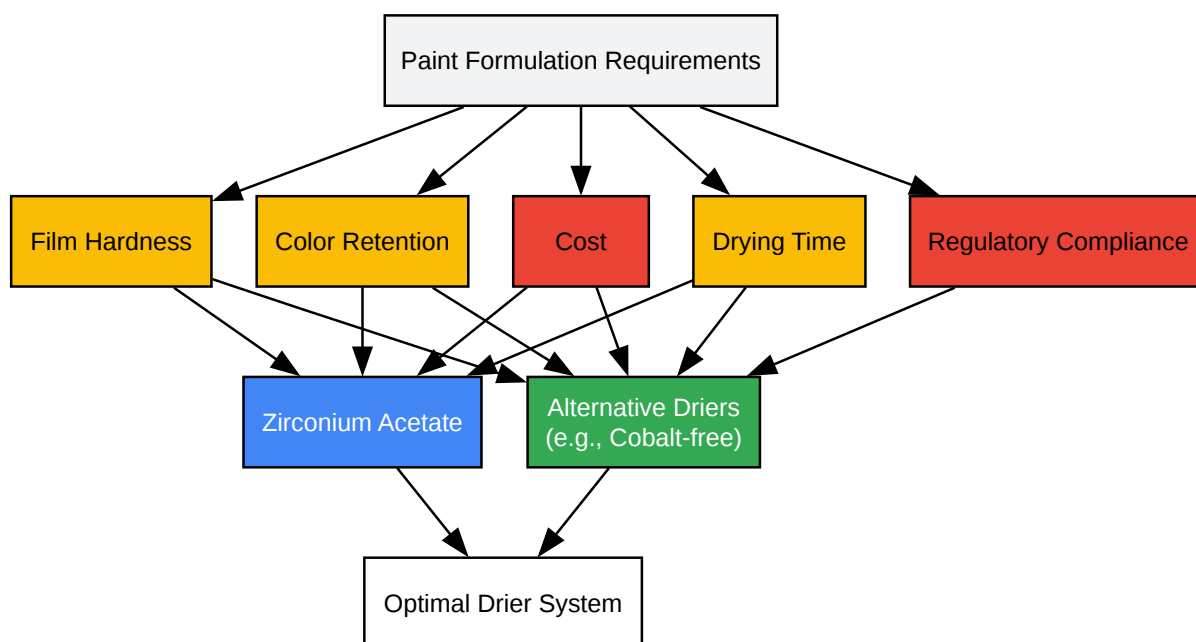 Paint Formulation Requirements
Film Hardness
Color Retention
Cost
Drying Time
Regulatory Compliance
Zirconium Acetate
Alternative Driers
(e.g., Cobalt-free)
Optimal Drier System